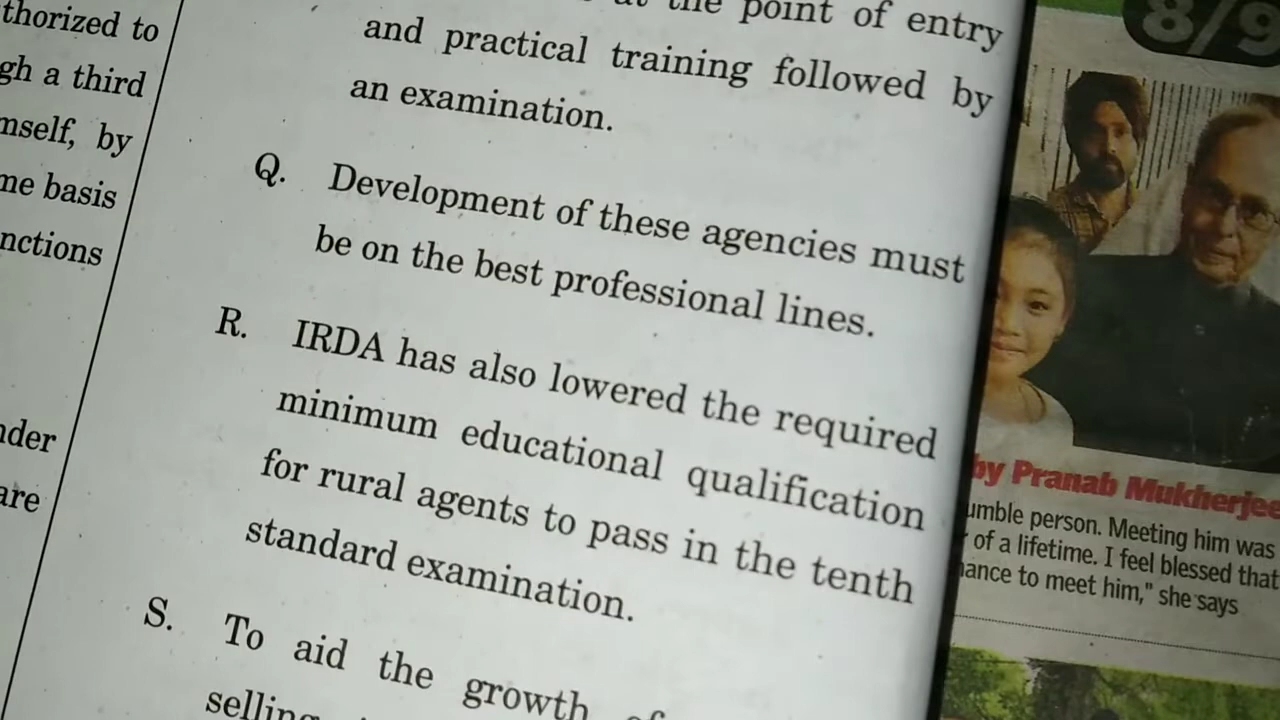 thorized to
gh a third
mself, by
me basis
nctions
nder
are
at the point of entry
and practical training followed by
an examination.
Q. Development of these agencies must
be on the best professional lines.
R. IRDA has also lowered the required
minimum educational qualification
for rural agents to pass in the tenth
standard examination.
S. To aid the growth of
selling
8/9
by Pranab Mukherjee
umble person. Meeting him was
of a lifetime. I feel blessed that
hance to meet him," she says